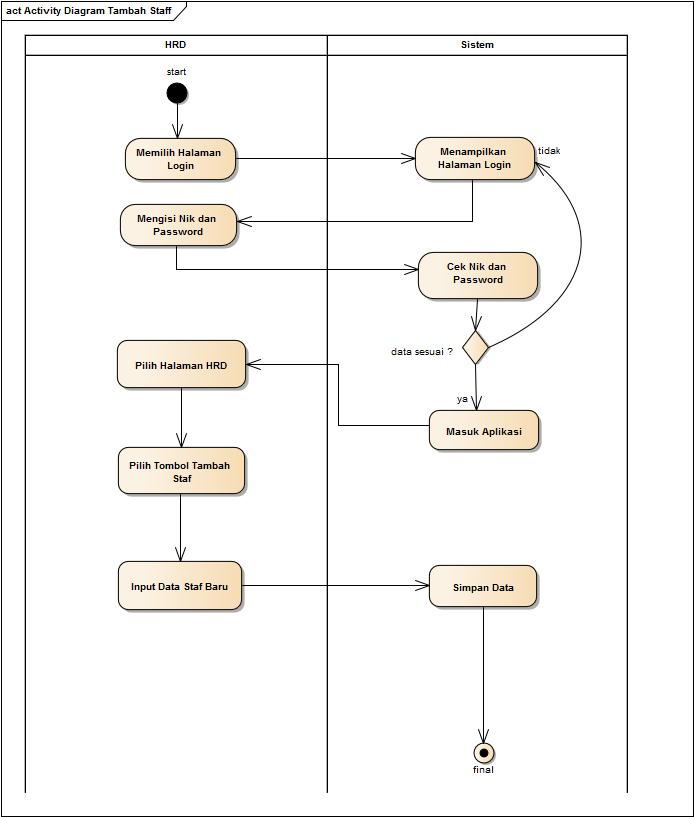 act Activity Diagram Tambah Staff
HRD
Sistem
start
Memilih Halaman
Login
Menampilkan
Halaman Login
tidak
Mengisi Nik dan
Password
Cek Nik dan
Password
data sesuai ?
Pilih Halaman HRD
ya
Masuk Aplikasi
Pilih Tombol Tambah
Staf
Input Data Staf Baru
Simpan Data
final